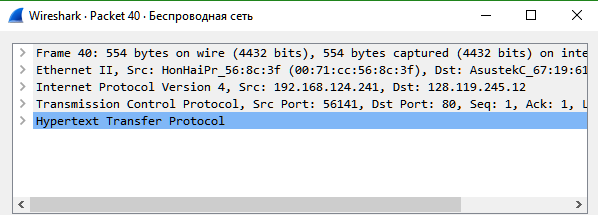 Wireshark · Packet 40 · Беспроводная сеть
Frame 40: 554 bytes on wire (4432 bits), 554 bytes captured (4432 bits) on inte
Ethernet II, Src: HonHaiPr_56:8c:3f (00:71:cc:56:8c:3f), Dst: AsustekC_67:19:61
Internet Protocol Version 4, Src: 192.168.124.241, Dst: 128.119.245.12
Transmission Control Protocol, Src Port: 56141, Dst Port: 80, Seq: 1, Ack: 1, L
Hypertext Transfer Protocol